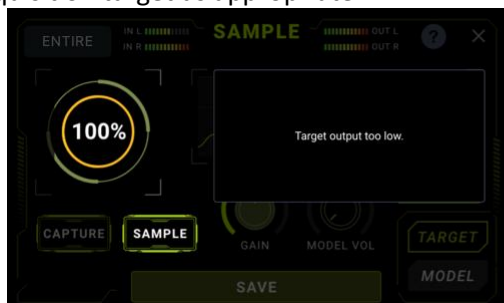 ENTIRE
IN L
IN R
SAMPLE
OUT L
OUT R
?
100%
Target output too low.
CAPTURE
SAMPLE
GAIN
MODEL VOL
TARGET
MODEL
SAVE